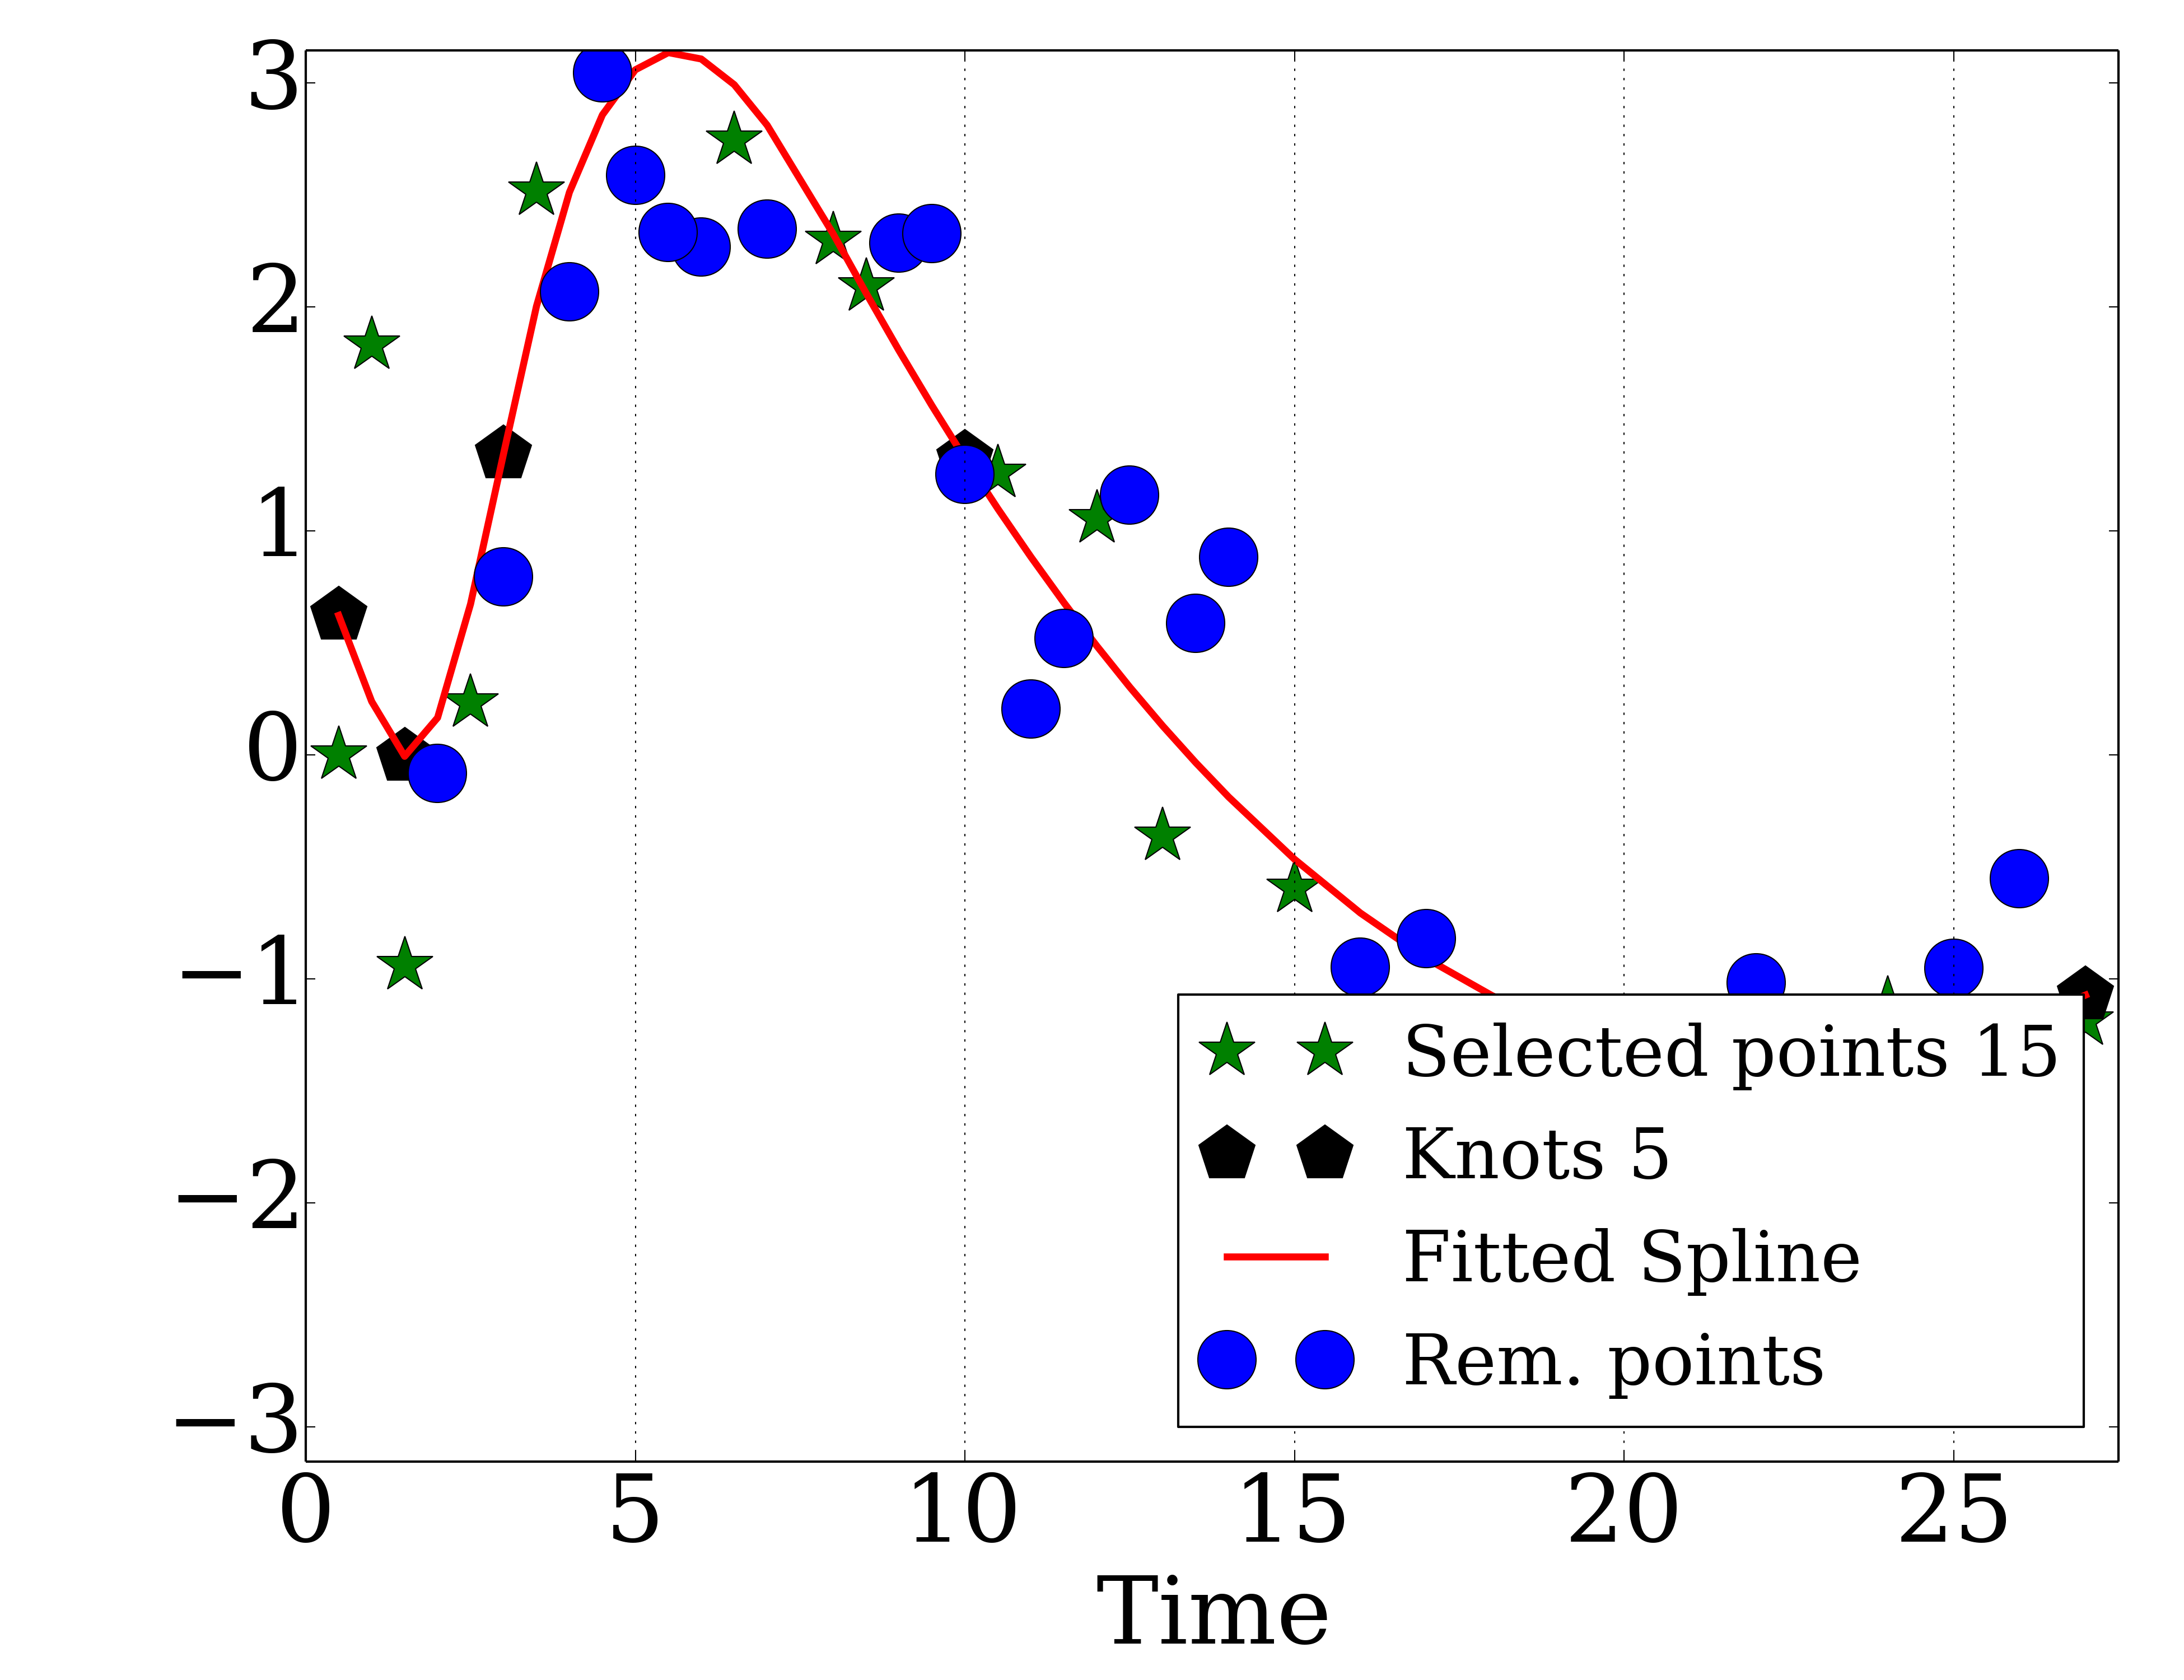 3
2
1
0
−1
−2
−3
Selected points 15
Knots 5
Fitted Spline
Rem. points
0 5 10 15 20 25
Time